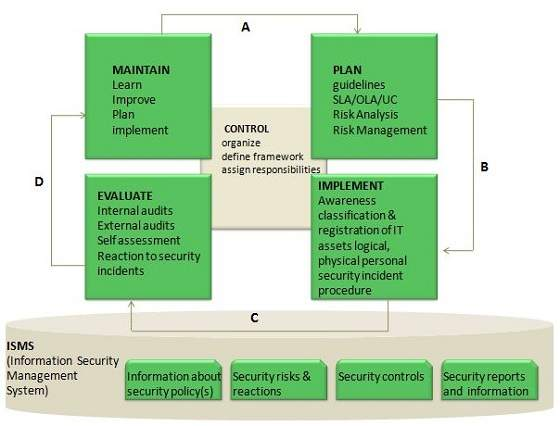 A
MAINTAIN
Learn
Improve
Plan
implement
PLAN
guidelines
SLA/OLA/UC
Risk Analysis
Risk Management
CONTROL
organize
define framework
assign responsibilities
B
D
EVALUATE
Internal audits
External audits
Self assessment
Reaction to security
incidents
IMPLEMENT
Awareness
classification &
registration of IT
assets logical,
physical personal
security incident
procedure
C
ISMS
(Information Security
Management
System)
Information about
security policy(s)
Security risks &
reactions
Security controls
Security reports
and information